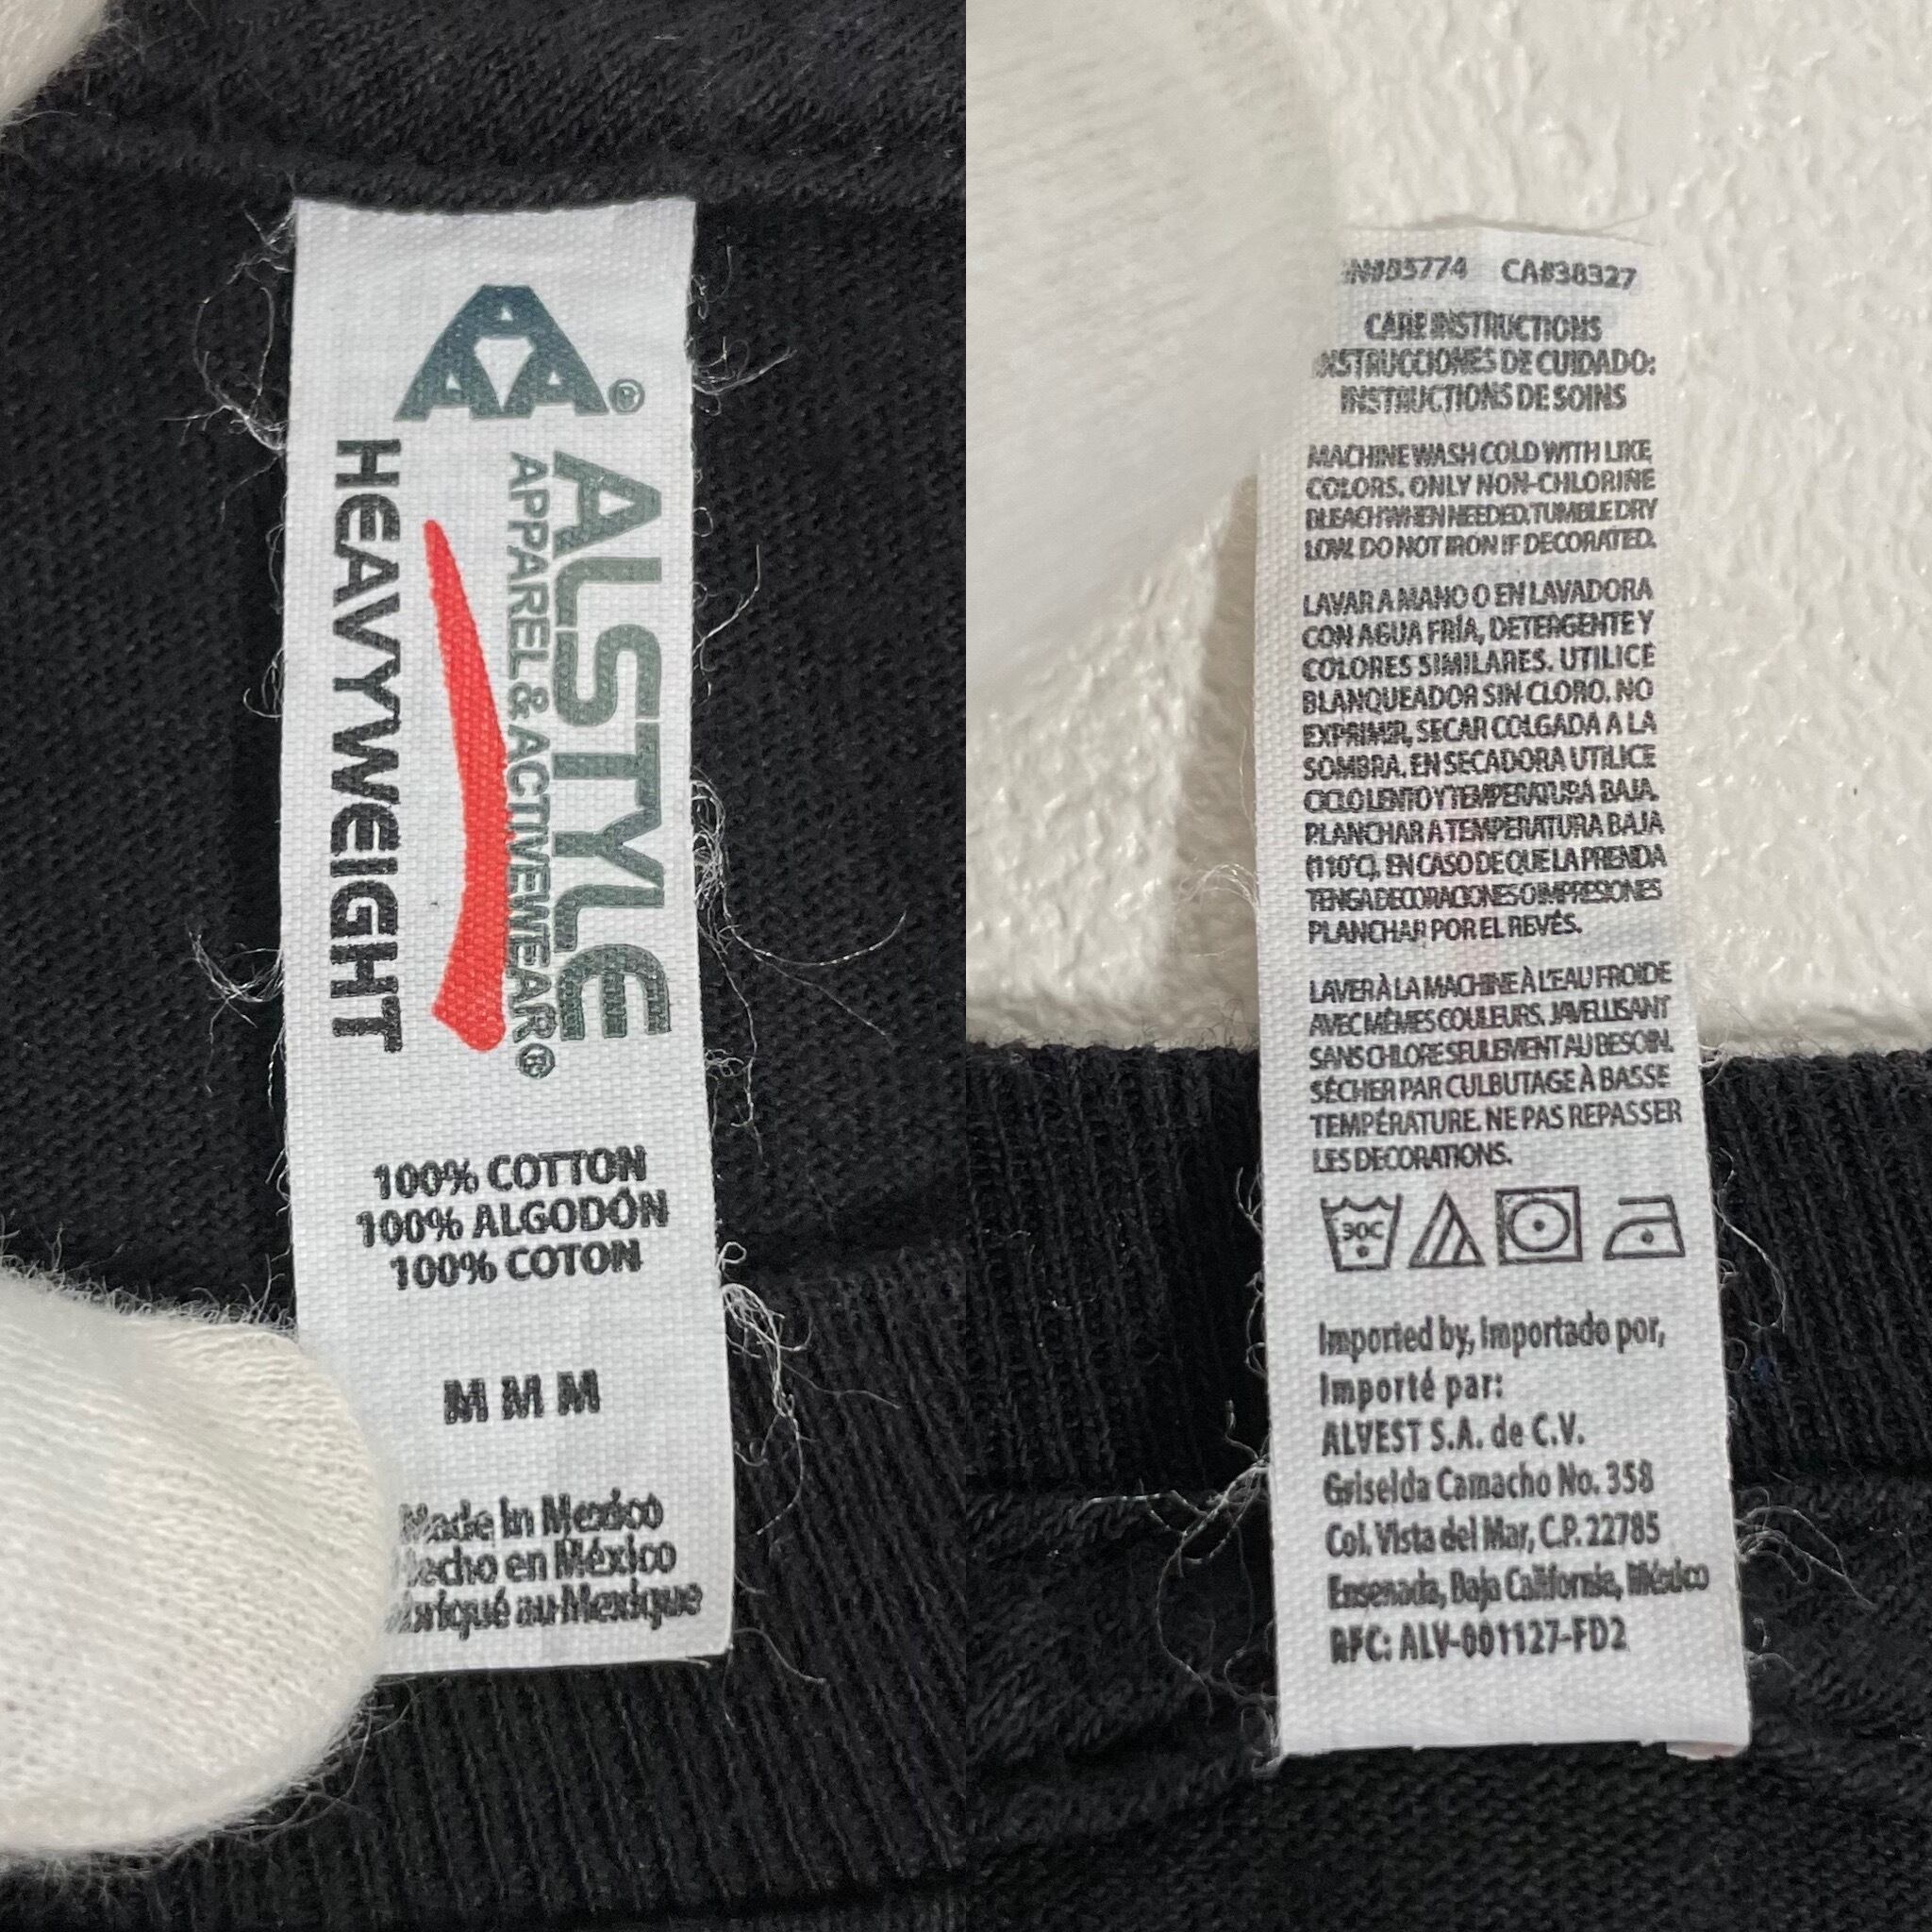 AAA®
ALSTYLE
APPAREL & ACTIVEWEAR®
HEAVYWEIGHT
100% COTTON
100% ALGODÓN
100% COTON
M M M
Made in Mexico
Hecho en México
au Mexique
CA#38327
CARE INSTRUCTIONS
INSTRUCCIONES DE CUIDADO:
INSTRUCTIONS DE SOINS
MACHINE WASH COLD WITH LIKE
COLORS. ONLY NON-CHLORINE
BLEACH WHEN NEEDED. TUMBLE DRY
LOW. DO NOT IRON IF DECORATED.
LAVAR A MANO O EN LAVADORA
CON AGUA FRÍA, DETERGENTE Y
COLORES SIMILARES. UTILICE
BLANQUEADOR SIN CLORO. NO
EXPRIMIR, SECAR COLGADA A LA
SOMBRA. EN SECADORA UTILICE
CICLO LENTO Y TEMPERATURA BAJA.
PLANCHAR A TEMPERATURA BAJA
(110°C). EN CASO DE QUE LA PRENDA
TENGA DECORACIONES O IMPRESIONES
PLANCHAR POR EL REVÉS.
LAVER À LA MACHINE À L'EAU FROIDE
AVEC MÊMES COULEURS. JAVELLISANT
SANS CHLORE SEULEMENT AU BESOIN.
SÉCHER PAR CULBUTAGE À BASSE
TEMPÉRATURE. NE PAS REPASSER
LES DECORATIONS.
30C
Imported by, Importado por,
Importé par:
ALVEST S.A. de C.V.
Griselda Camacho No. 358
Col. Vista del Mar, C.P. 22785
Ensenada, Baja California, México
RFC: ALV-001127-FD2